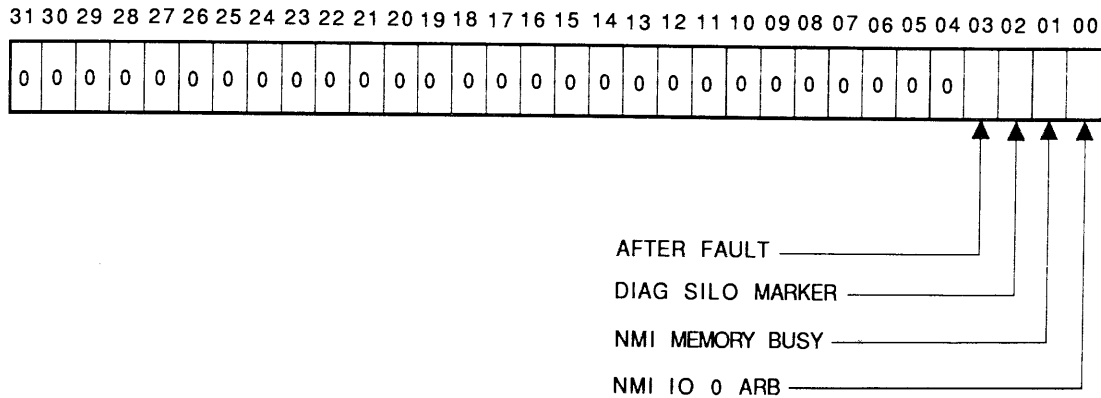 31 30 29 28 27 26 25 24 23 22 21 20 19 18 17 16 15 14 13 12 11 10 09 08 07 06 05 04 03 02 01 00
0 0 0 0 0 0 0 0 0 0 0 0 0 0 0 0 0 0 0 0 0 0 0 0 0 0 0 0
AFTER FAULT
DIAG SILO MARKER
NMI MEMORY BUSY
NMI IO 0 ARB